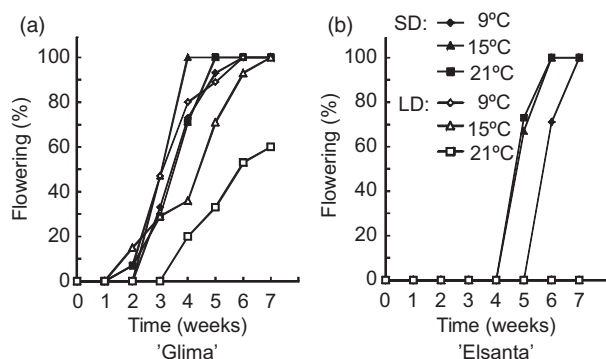 (a)
Flowering (%)
100
80
60
40
20
0
0 1 2 3 4 5 6 7
Time (weeks)
'Glima'
(b)
SD: 9ºC
15ºC
21ºC
LD: 9ºC
15ºC
21ºC
Flowering (%)
100
80
60
40
20
0
0 1 2 3 4 5 6 7
Time (weeks)
'Elsanta'